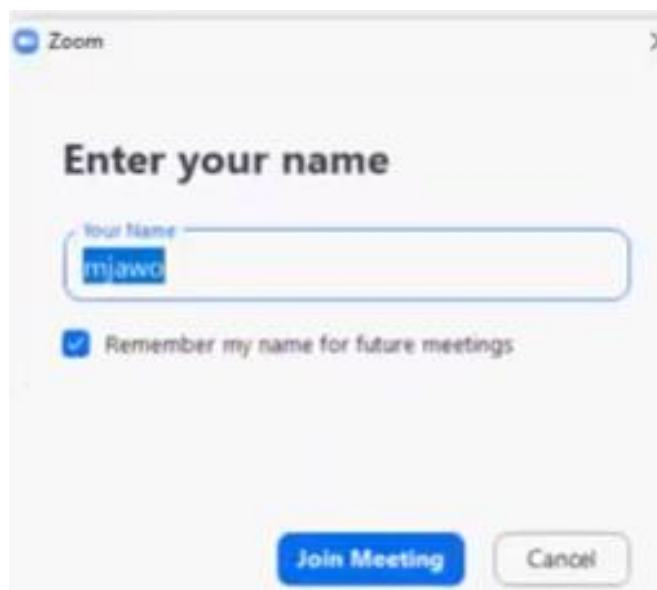 Zoom
Enter your name
Your Name
mjawo
Remember my name for future meetings
Join Meeting Cancel